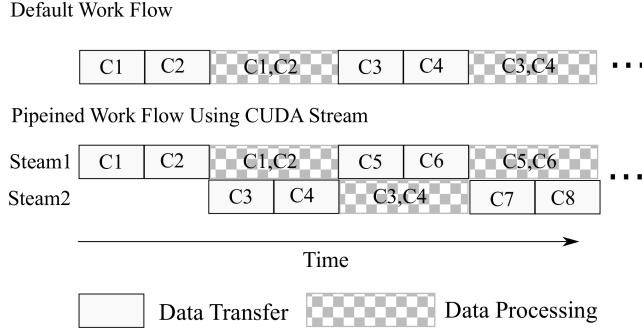 Default Work Flow
C1 C2 C1,C2 C3 C4 C3,C4 ...
Pipeined Work Flow Using CUDA Stream
Steam1 C1 C2 C1,C2 C5 C6 C5,C6 ...
Steam2 C3 C4 C3,C4 C7 C8
Time
Data Transfer Data Processing